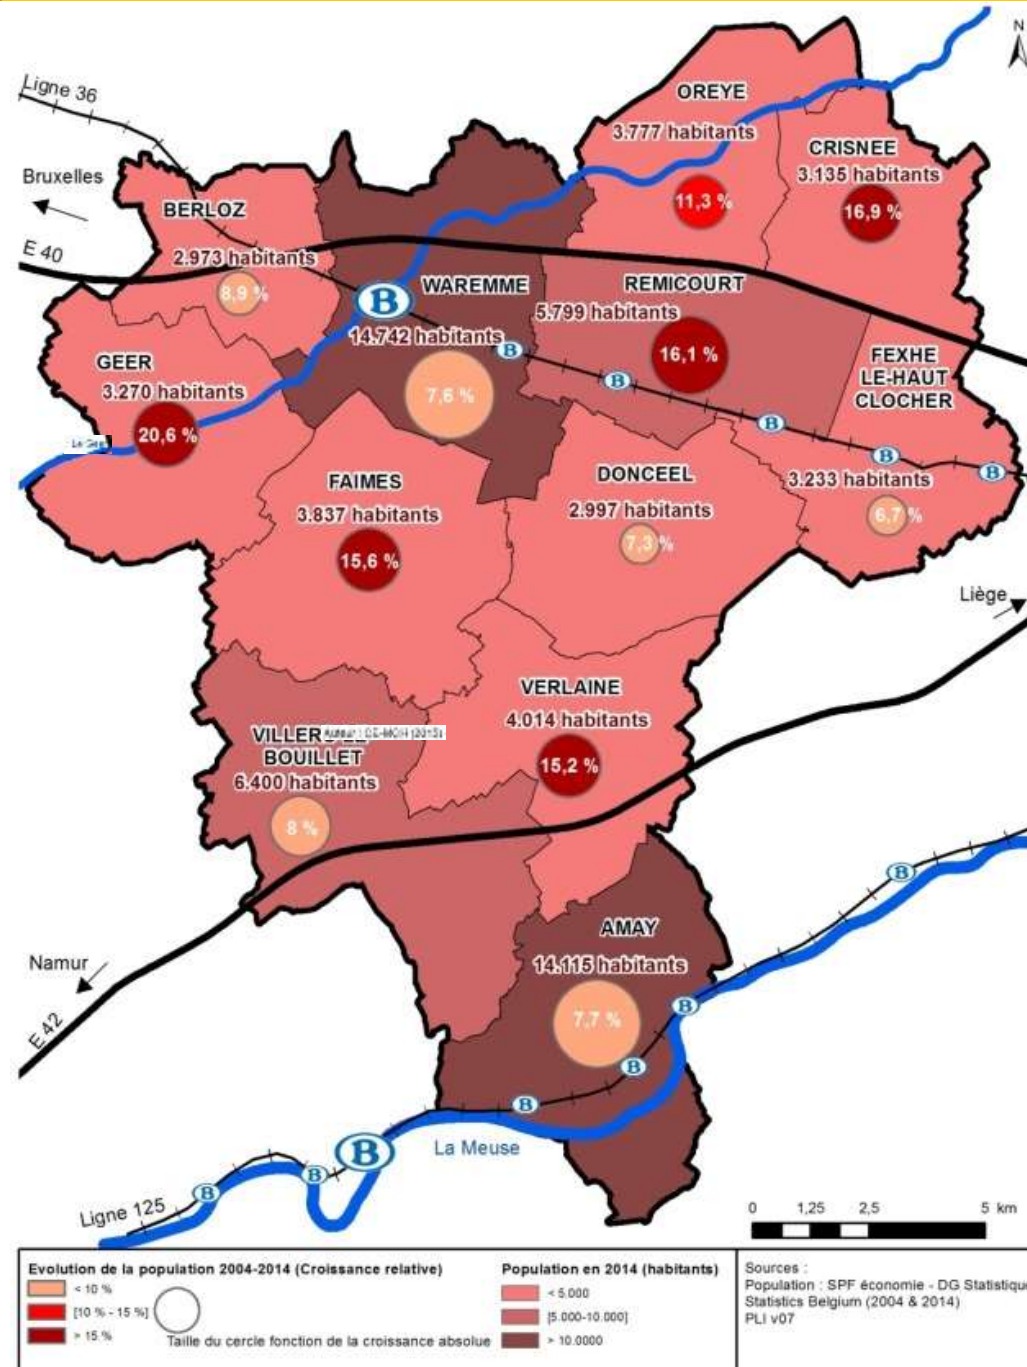 N
Ligne 36
OREYE
3.777 habitants
CRISNEE
3.135 habitants
Bruxelles
11,3 %
16,9 %
BERLOZ
E 40
2.973 habitants
8,9 %
WAREMME
B
14.742 habitants
REMICOURT
5.799 habitants
B
16,1 %
FEXHE
LE-HAUT
CLOCHER
GEER
3.270 habitants
7,6 %
B
B
20,6 %
B
B
FAIMES
3.837 habitants
DONCEEL
2.997 habitants
3.233 habitants
6,7 %
15,6 %
7,3 %
Liège
VERLAINE
4.014 habitants
BOUILLET
6.400 habitants
15,2 %
8 %
B
AMAY
14.115 habitants
Namur
7,7 %
B
E 42
B
B
La Meuse
B
B
B
Ligne 125
0 1,25 2,5 5 km
Evolution de la population 2004-2014 (Croissance relative)
< 10 %
[10 % - 15 %]
> 15 %
Taille du cercle fonction de la croissance absolue
Population en 2014 (habitants)
< 5.000
[5.000-10.000]
> 10.0000
Sources :
Population : SPF économie - DG Statistique
Statistics Belgium (2004 & 2014)
PLI v07